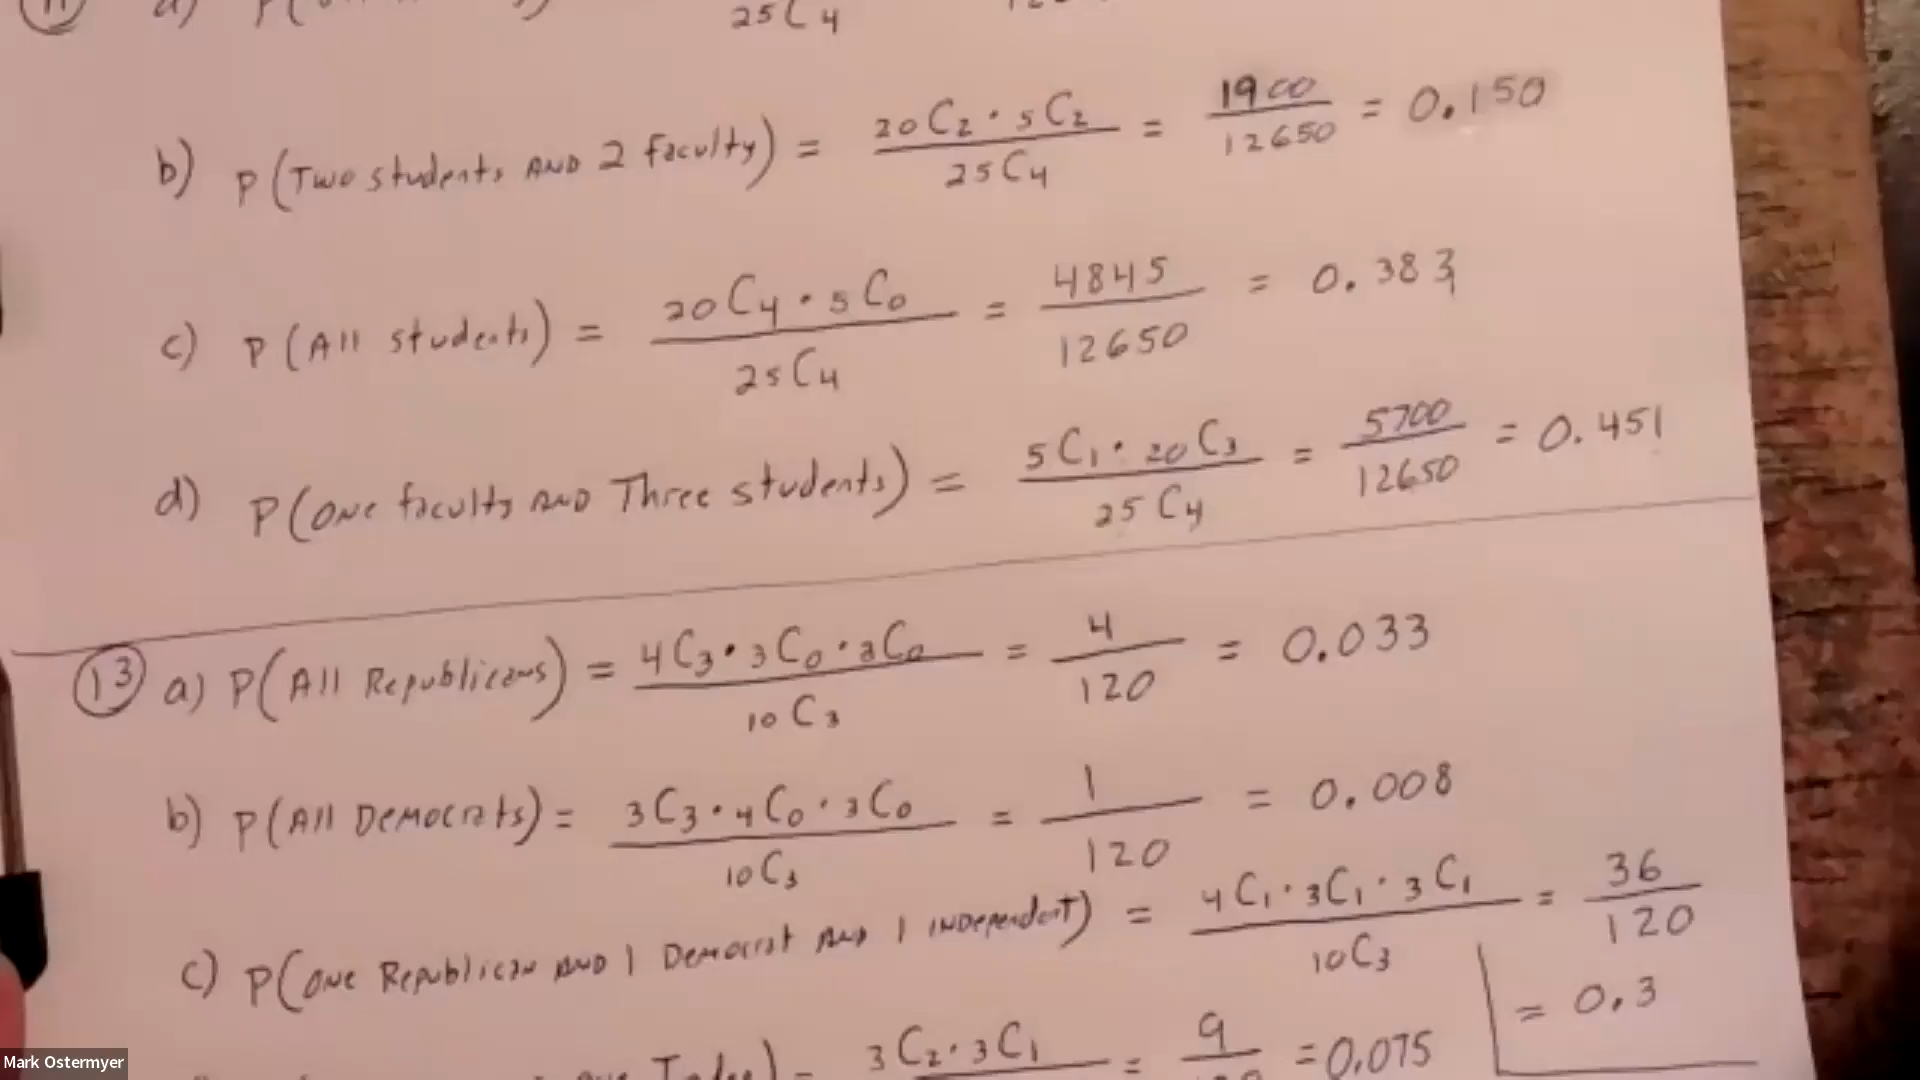 25C4
b) P(Two students AND 2 faculty) = 20C2 · 5C2 / 25C4 = 1900 / 12650 = 0.150
c) P(All students) = 20C4 · 5C0 / 25C4 = 4845 / 12650 = 0.383
d) P(one faculty AND Three students) = 5C1 · 20C3 / 25C4 = 5700 / 12650 = 0.451
13 a) P(All Republicans) = 4C3 · 3C0 · 3C0 / 10C3 = 4 / 120 = 0.033
b) P(All Democrats) = 3C3 · 4C0 · 3C0 / 10C3 = 1 / 120 = 0.008
c) P(one Republican AND 1 Democrat AND 1 independent) = 4C1 · 3C1 · 3C1 / 10C3 = 36 / 120
= 0.3
3C2 · 3C1 = 9 = 0.075
Mark Ostermyer